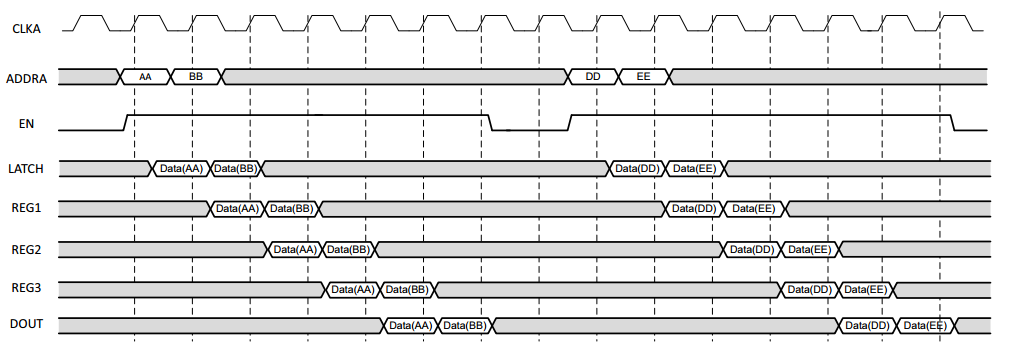 CLKA
ADDRA AA BB DD EE
EN
LATCH Data(AA) Data(BB) Data(DD) Data(EE)
REG1 Data(AA) Data(BB) Data(DD) Data(EE)
REG2 Data(AA) Data(BB) Data(DD) Data(EE)
REG3 Data(AA) Data(BB) Data(DD) Data(EE)
DOUT Data(AA) Data(BB) Data(DD) Data(EE)